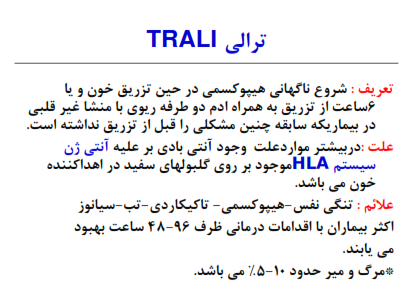 ترالی TRALI
تعریف : شروع ناگهانی هیپوکسمی در حین تزریق خون و یا
۶ساعت از تزریق به همراه ادم دو طرفه ریوی با منشا غیر قلبی
در بیماریکه سابقه چنین مشکلی را قبل از تزریق نداشته است.
علت :دربیشتر مواردعلت وجود آنتی بادی بر علیه آنتی ژن
سیستم HLAموجود بر روی گلبولهای سفید در اهداکننده
خون می باشد.
علائم : تنگی نفس-هیپوکسمی- تاکیکاردی-تب-سیانوز
اکثر بیماران با اقدامات درمانی ظرف ۹۶-۴۸ ساعت بهبود
می یابند.
*مرگ و میر حدود ۱۰-۵٪ می باشد.